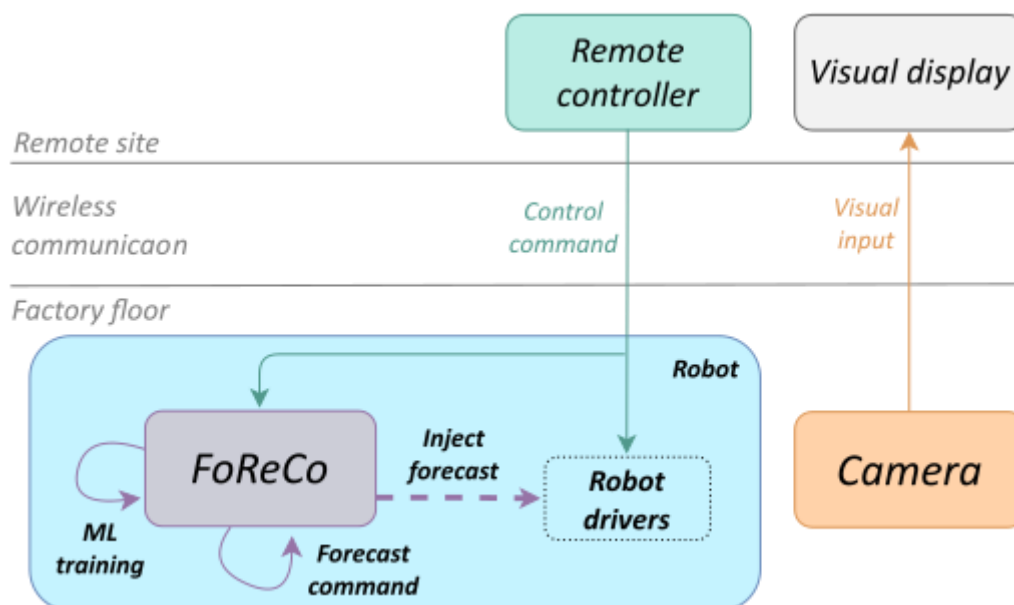 Remote
controller
Visual display
Remote site
Wireless
communicaon
Control
command
Visual
input
Factory floor
Robot
FoReCo
Inject
forecast
Robot
drivers
Camera
ML
training
Forecast
command